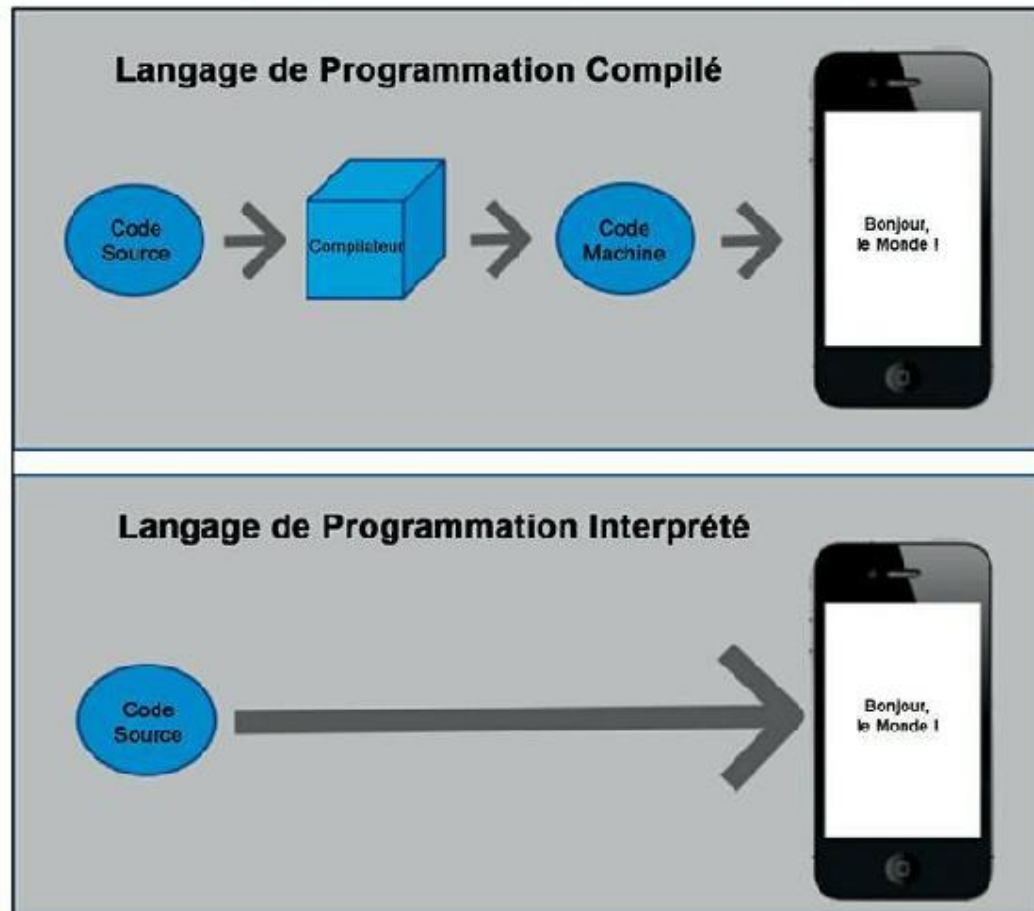 Langage de Programmation Compilé
Code
Source
Compilateur
Code
Machine
Bonjour,
le Monde !
Langage de Programmation Interprété
Code
Source
Bonjour,
le Monde !